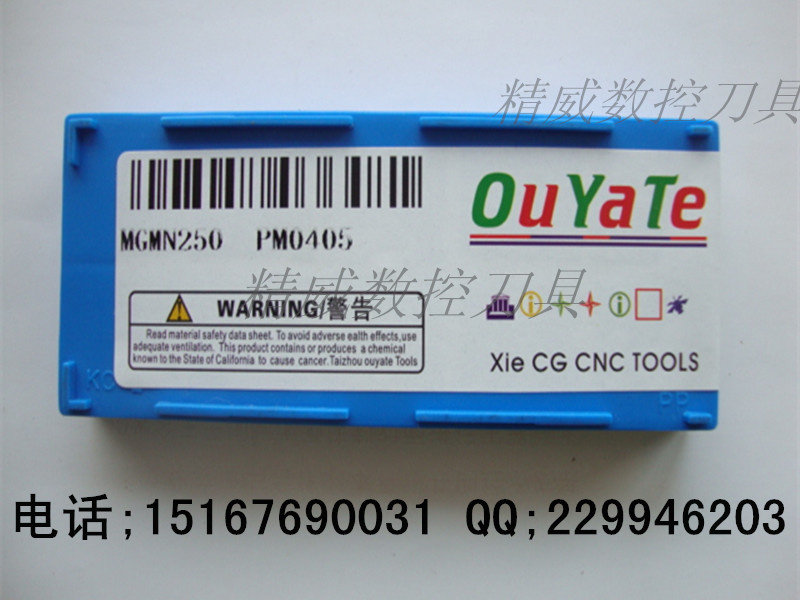 精威数控刀具
OuYaTe
MGMN250 PM0405
精威数控刀具
WARNING/警告
Read material safety data sheet. To avoid adverse ealth effects,use
adequate ventilation. This product contains or produces a chemical
known to the State of California to cause cancer.Taizhou ouyate Tools
Xie CG CNC TOOLS
PP
电话;15167690031 QQ;229946203